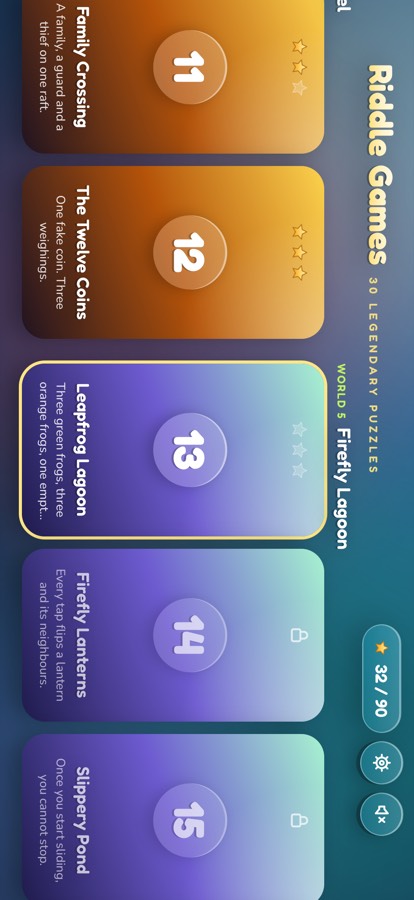 Riddle Games 30 LEGENDARY PUZZLES
32 / 90
el
WORLD 5 Firefly Lagoon
11
Family Crossing
A family, a guard and a
thief on one raft.
12
The Twelve Coins
One fake coin. Three
weighings.
13
Leapfrog Lagoon
Three green frogs, three
orange frogs, one empt...
14
Firefly Lanterns
Every tap flips a lantern
and its neighbours.
15
Slippery Pond
Once you start sliding,
you cannot stop.